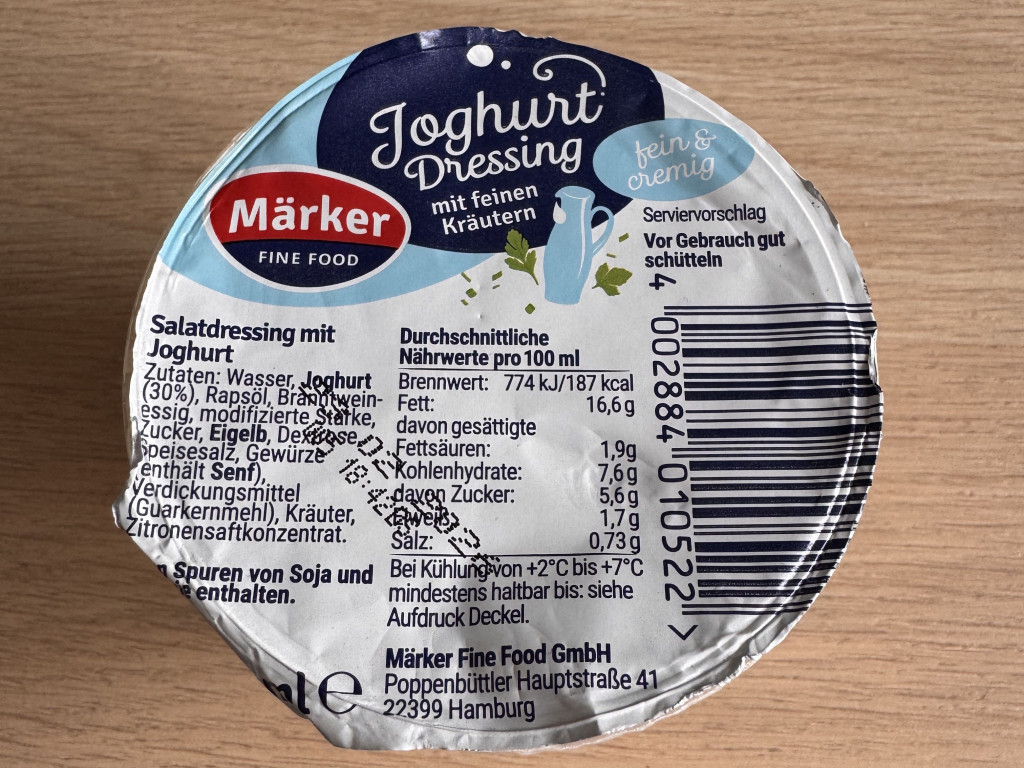 Joghurt
Dressing
mit feinen
Kräutern
fein &
cremig
Märker
FINE FOOD
Serviervorschlag
Vor Gebrauch gut
schütteln
Salatdressing mit
Joghurt
Zutaten: Wasser, Joghurt
(30%), Rapsöl, Branntwein-
essig, modifizierte Stärke,
Zucker, Eigelb, Dextrose,
Speisesalz, Gewürze
(enthält Senf),
Verdickungsmittel
(Guarkernmehl), Kräuter,
Zitronensaftkonzentrat.
Spuren von Soja und
enthalten.
Durchschnittliche
Nährwerte pro 100 ml
Brennwert: 774 kJ/187 kcal
Fett: 16,6 g
davon gesättigte
Fettsäuren: 1,9g
Kohlenhydrate: 7,6 g
davon Zucker: 5,6 g
Eiweiß: 1,7 g
Salz: 0,73 g
Bei Kühlung von +2°C bis +7°C
mindestens haltbar bis: siehe
Aufdruck Deckel.
Märker Fine Food GmbH
Poppenbüttler Hauptstraße 41
22399 Hamburg
ml e
4 002884 010522 >